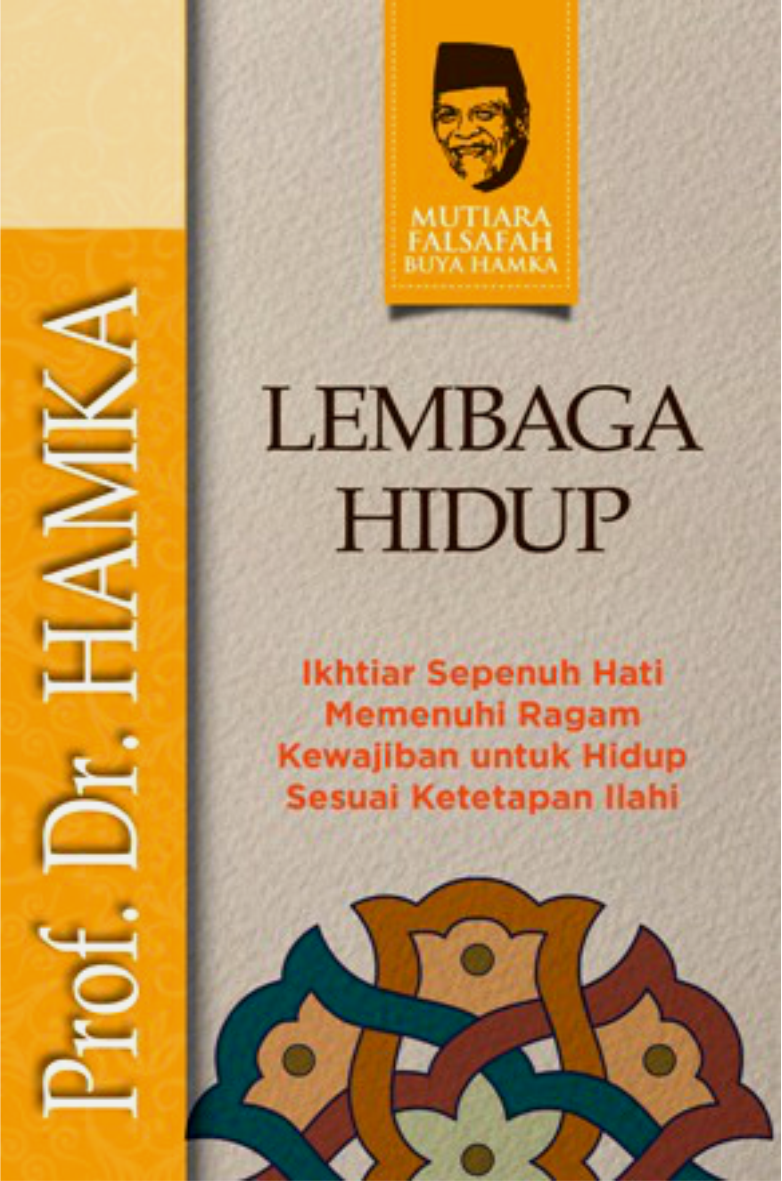 MUTIARA
FALSAFAH
BUYA HAMKA
LEMBAGA
HIDUP
Ikhtiar Sepenuh Hati
Memenuhi Ragam
Kewajiban untuk Hidup
Sesuai Ketetapan Ilahi
Prof. Dr. HAMKA